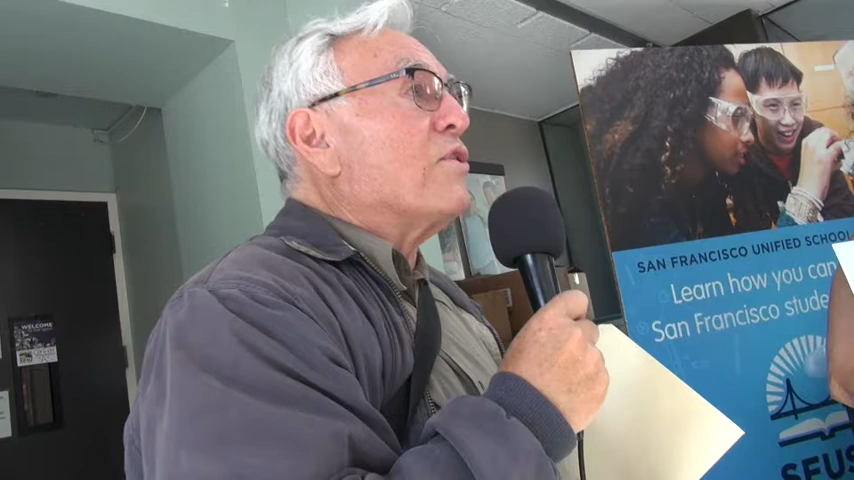 WELCOME
SAN FRANCISCO UNIFIED SCHOOL
Learn how you can
San Francisco stude
SFUS